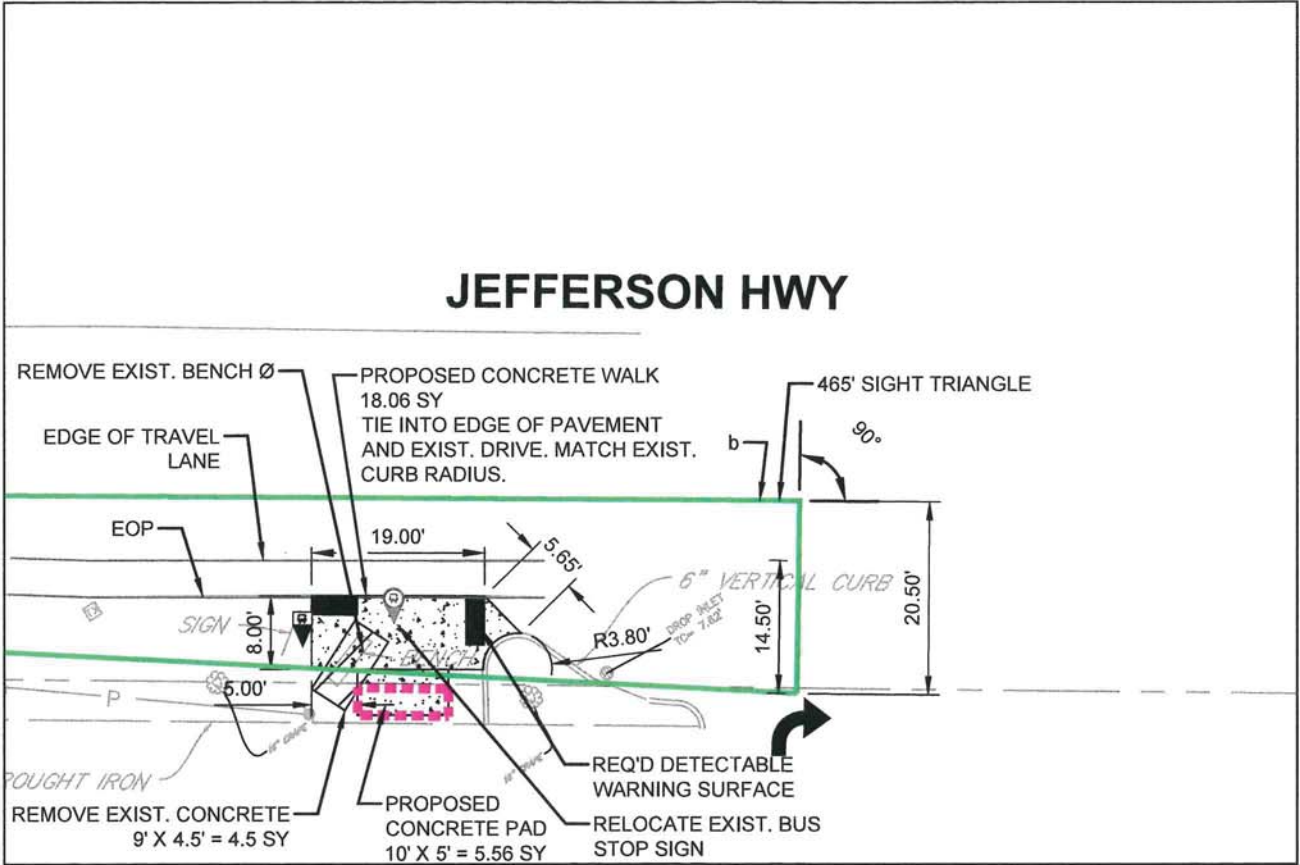 JEFFERSON HWY
REMOVE EXIST. BENCH Ø
PROPOSED CONCRETE WALK
18.06 SY
TIE INTO EDGE OF PAVEMENT
AND EXIST. DRIVE. MATCH EXIST.
CURB RADIUS.
465' SIGHT TRIANGLE
EDGE OF TRAVEL
LANE
b
90°
EOP
19.00'
5.65'
6" VERTICAL CURB
SIGN
8.00'
BENCH
R3.80'
DROP INLET
TC= 7.62'
14.50'
20.50'
5.00'
P
ROUGHT IRON
REQ'D DETECTABLE
WARNING SURFACE
REMOVE EXIST. CONCRETE
9' X 4.5' = 4.5 SY
PROPOSED
CONCRETE PAD
10' X 5' = 5.56 SY
RELOCATE EXIST. BUS
STOP SIGN